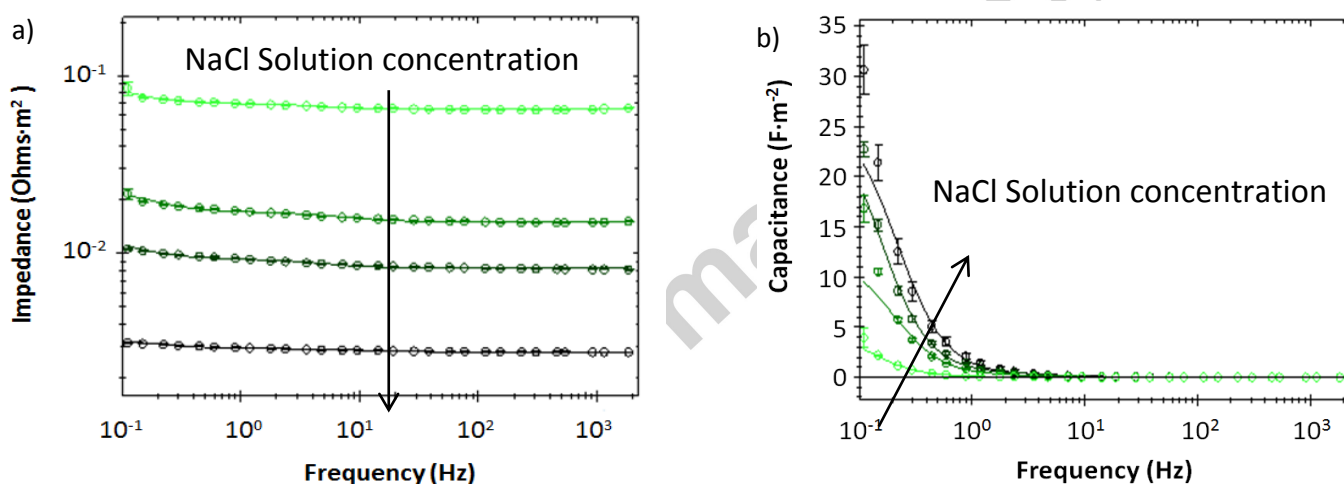 a)
NaCl Solution concentration
Impedance (Ohms·m²)
10⁻¹
10⁻²
10⁻¹ 10⁰ 10¹ 10² 10³
Frequency (Hz)
b)
NaCl Solution concentration
Capacitance (F·m⁻²)
35
30
25
20
15
10
5
0
10⁻¹ 10⁰ 10¹ 10² 10³
Frequency (Hz)
ma